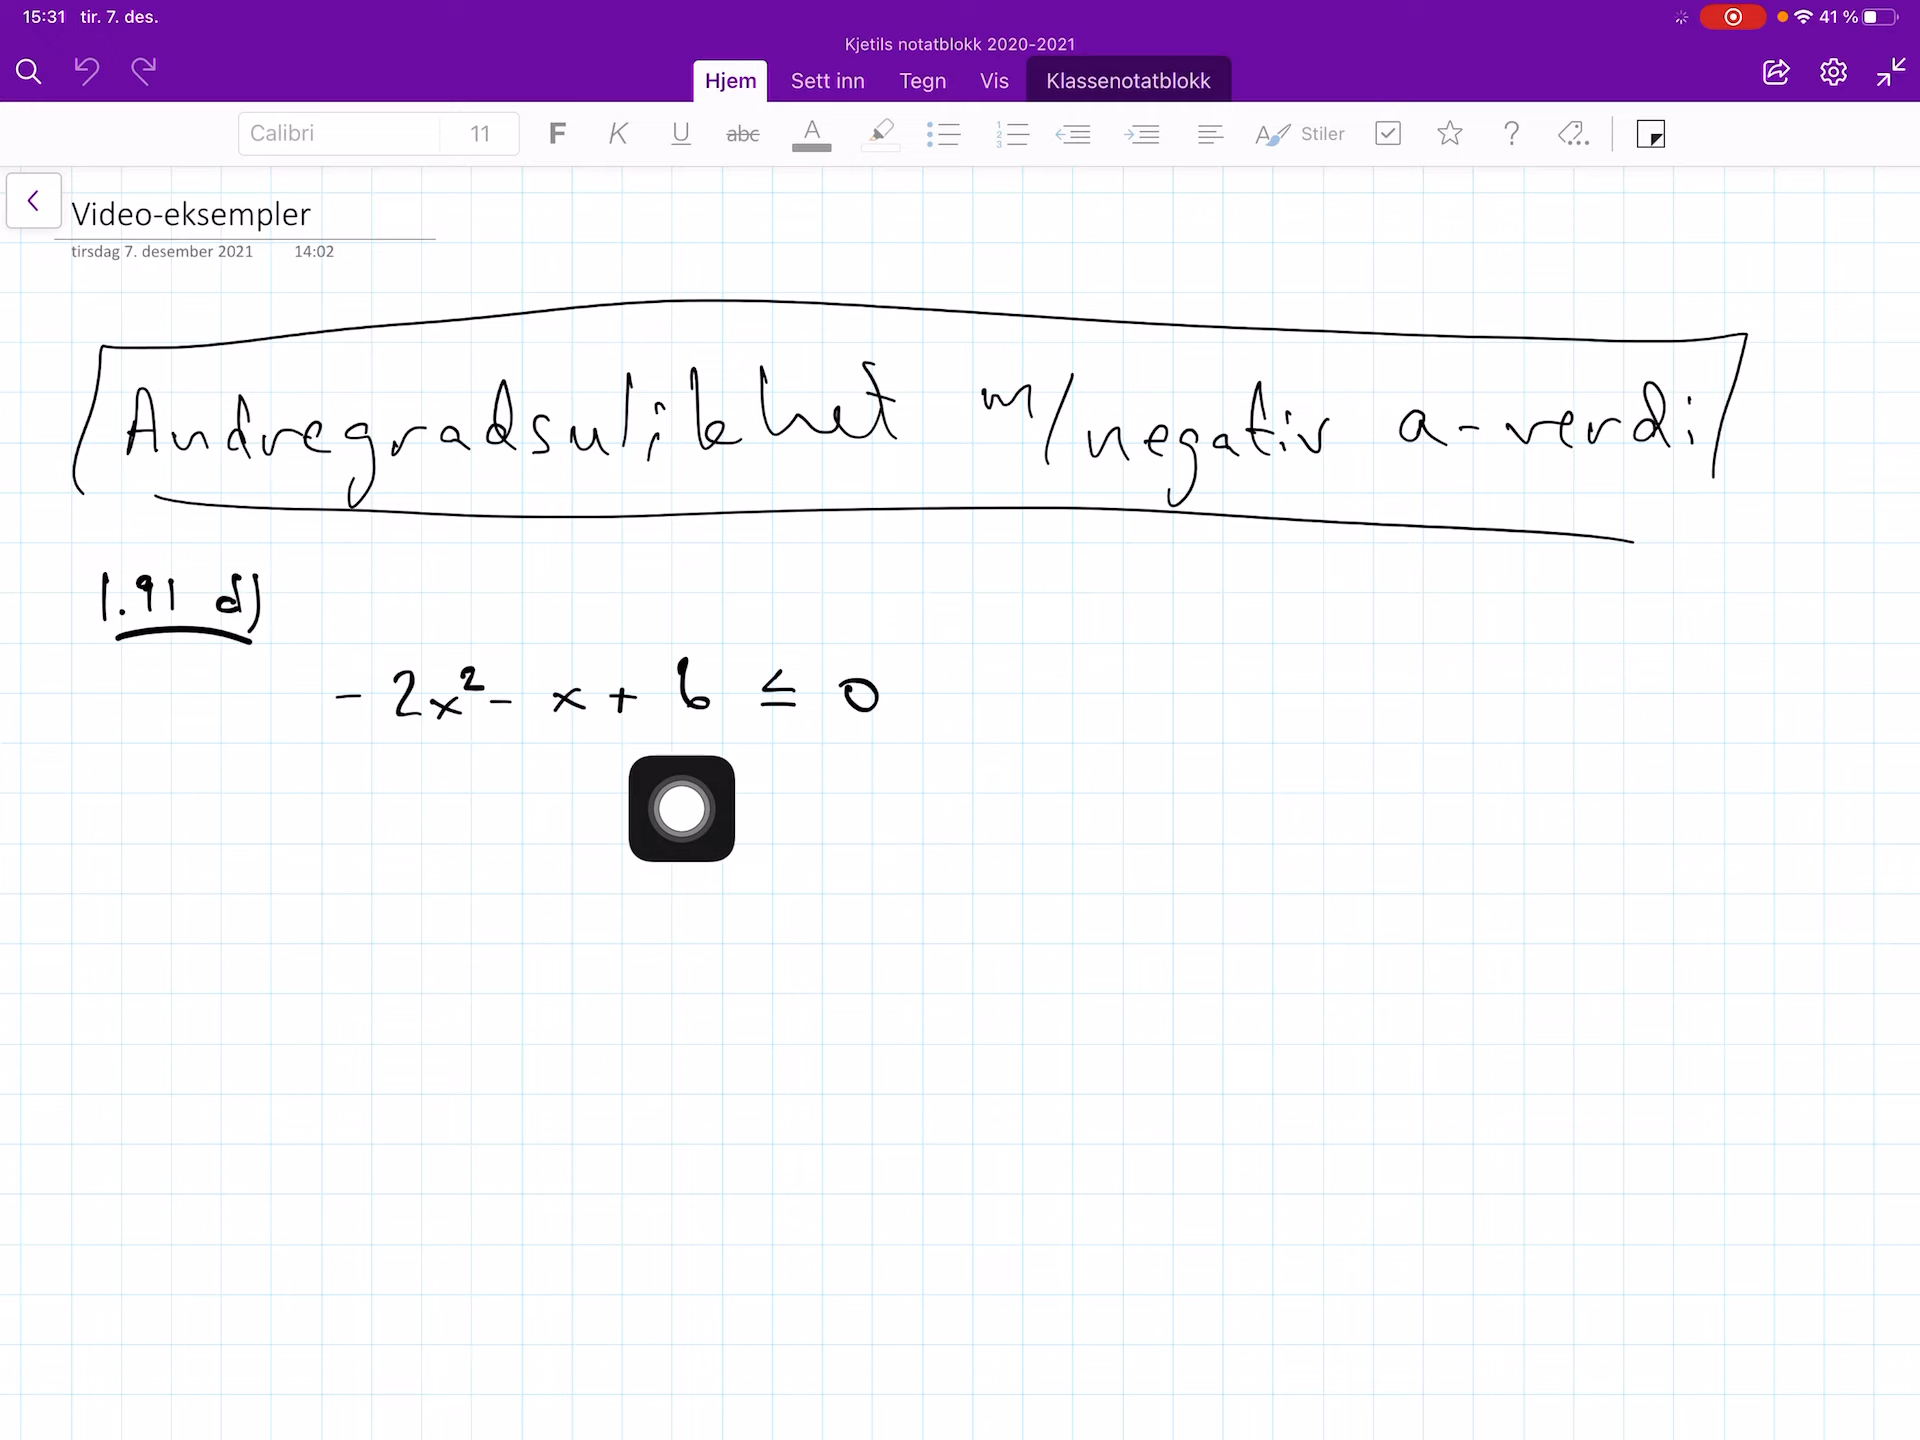 15:31 tir. 7. des. 41 %
Kjetils notatblokk 2020-2021
Hjem Sett inn Tegn Vis Klassenotatblokk
Calibri 11 F K U abc A A Stiler ?
Video-eksempler
tirsdag 7. desember 2021 14:02
Andregradsulikhet m/negativ a-verdi
1.91 d)
- 2x² - x + 6 ≤ 0